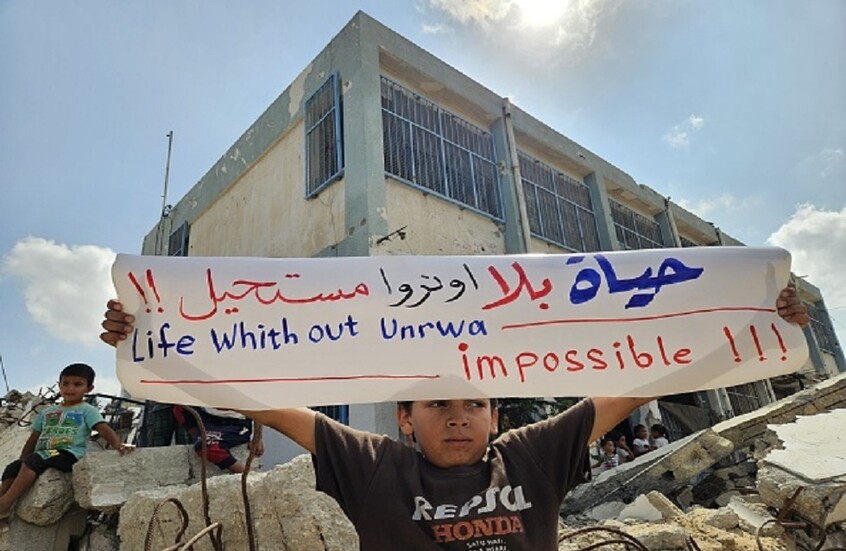 حياة بلا اونروا مستحيل !!
Life Whith out Unrwa
impossible !!!
REPSOL
HONDA